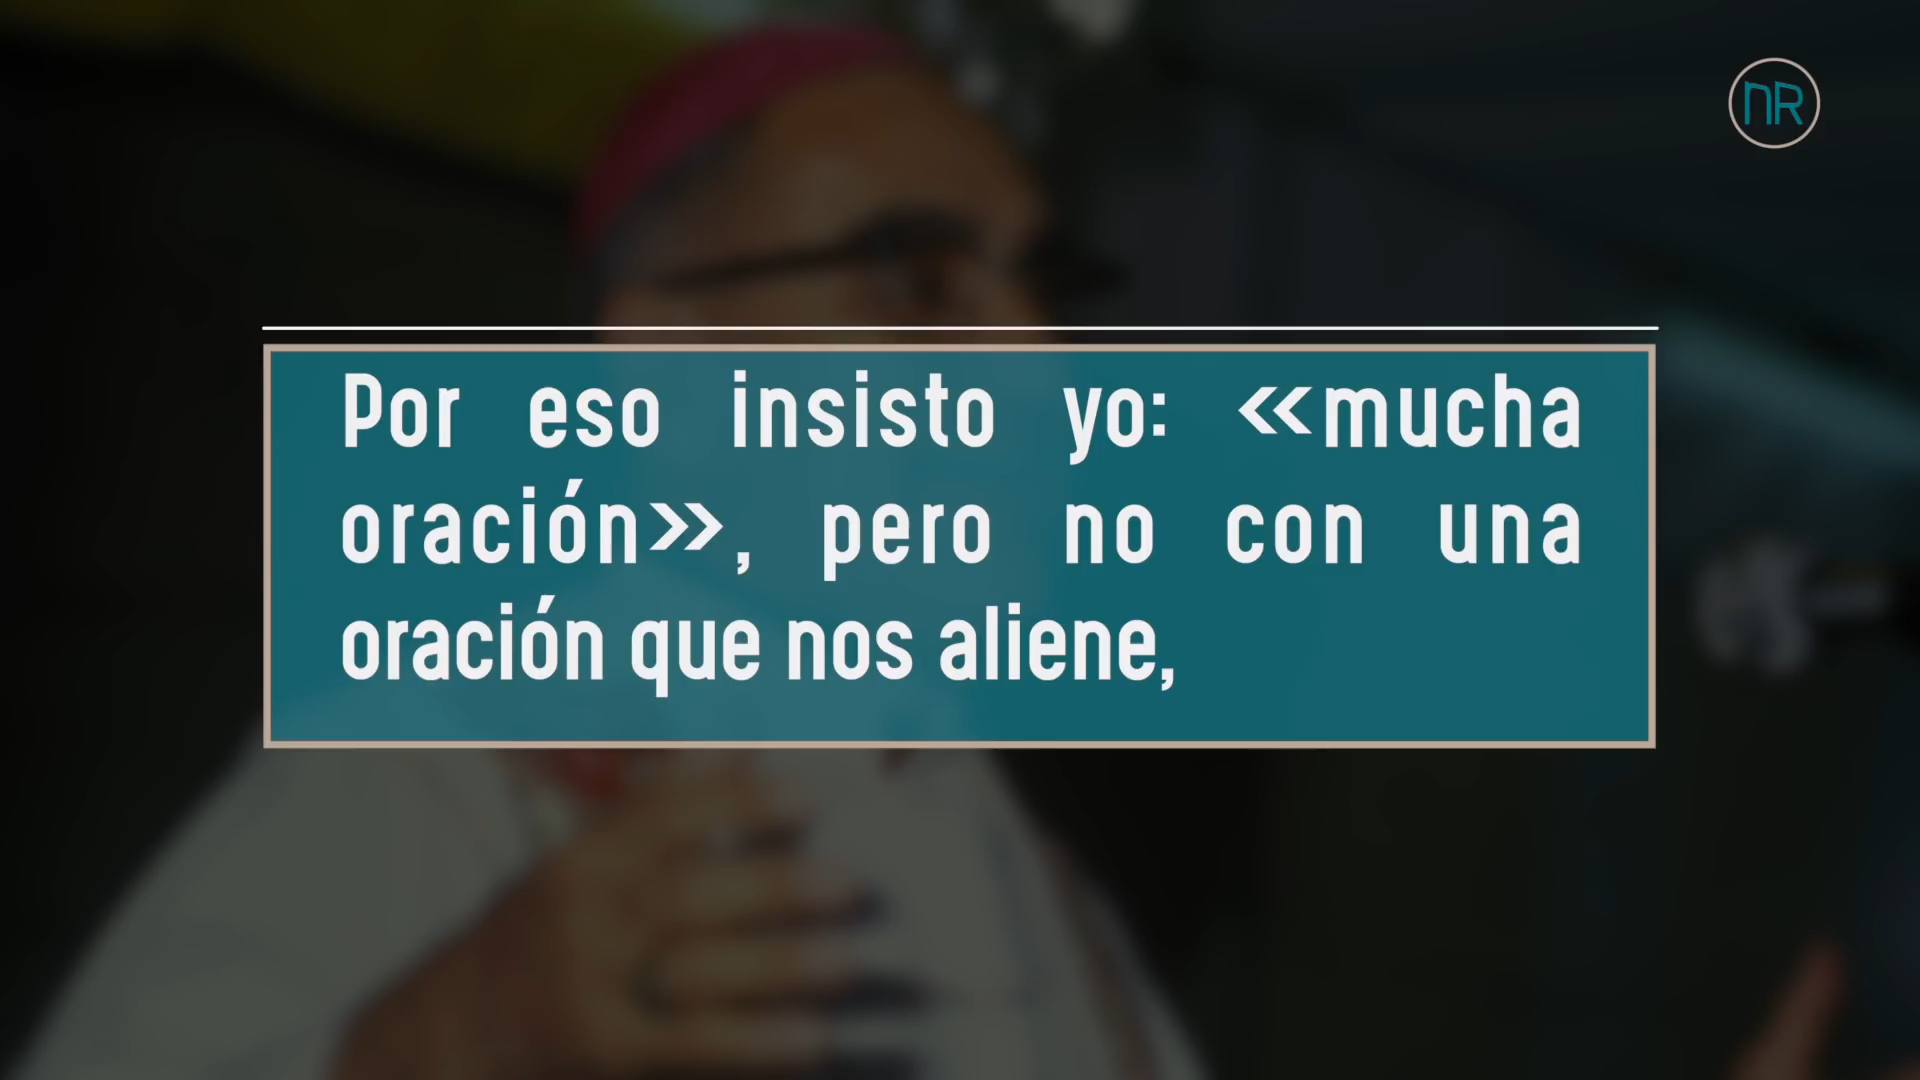 NR
Por eso insisto yo: «mucha
oración», pero no con una
oración que nos aliene,